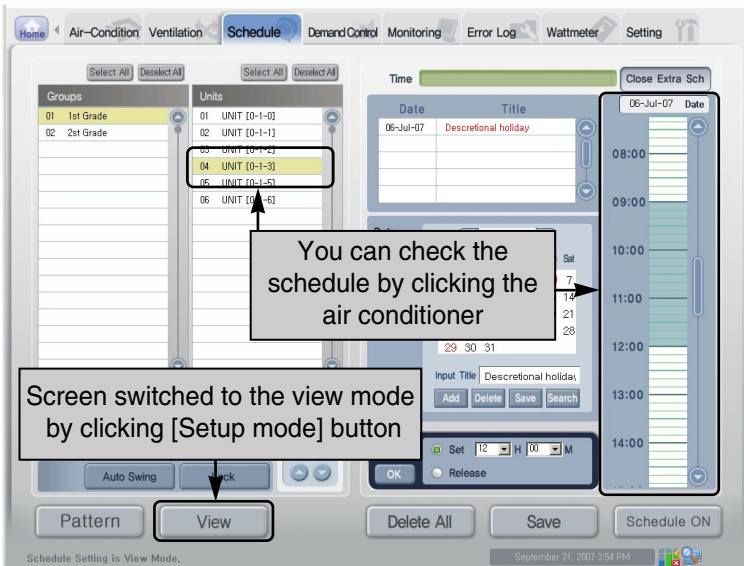 Home Air-Condition Ventilation Schedule Demand Control Monitoring Error Log Wattmeter Setting
Select All Deselect All Select All Deselect All
Groups
01 1st Grade
02 2st Grade
Units
01 UNIT [0-1-0]
02 UNIT [0-1-1]
03 UNIT [0-1-2]
04 UNIT [0-1-3]
05 UNIT [0-1-5]
06 UNIT [0-1-6]
Time
Close Extra Sch
Date Title
06-Jul-07 Descretional holiday
06-Jul-07 Date
08:00
09:00
10:00
11:00
12:00
13:00
14:00
You can check the
schedule by clicking the
air conditioner
Sat
7
14
21
28
29 30 31
Input Title Descretional holiday
Add Delete Save Search
Screen switched to the view mode
by clicking [Setup mode] button
Set 12 H 00 M
OK Release
Auto Swing
Pattern View Delete All Save Schedule ON
Schedule Setting is View Mode.
September 21, 2007 3:54 PM